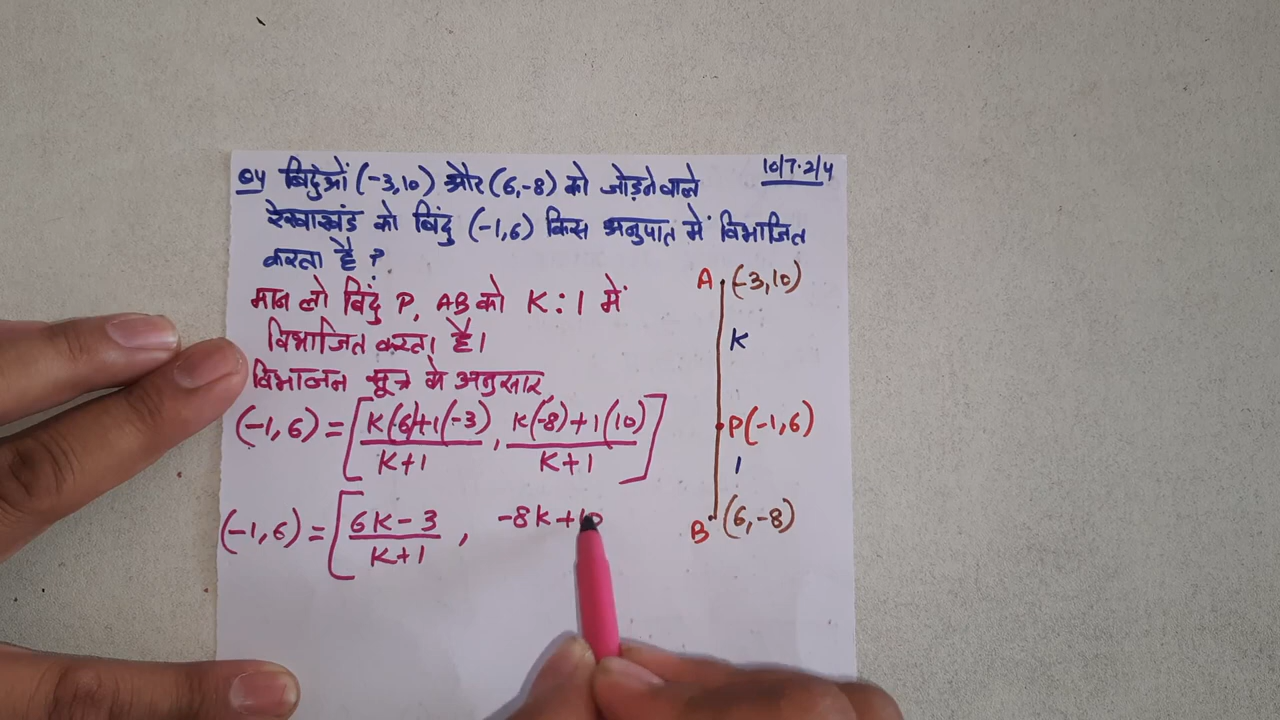 Q4 बिंदुओं (-3,10) और (6,-8) को जोड़ने वाले
10/7.2/4
रेखाखंड को बिंदु (-1,6) किस अनुपात में विभाजित
करता है ?
मान लो बिंदु P, AB को K : 1 में
विभाजित करता है।
विभाजन सूत्र के अनुसार
(-1, 6) = [K(6)+1(-3)/K+1, K(-8)+1(10)/K+1]
(-1, 6) = [6K-3/K+1, -8K+10
A (-3,10)
K
P(-1,6)
1
B (6,-8)